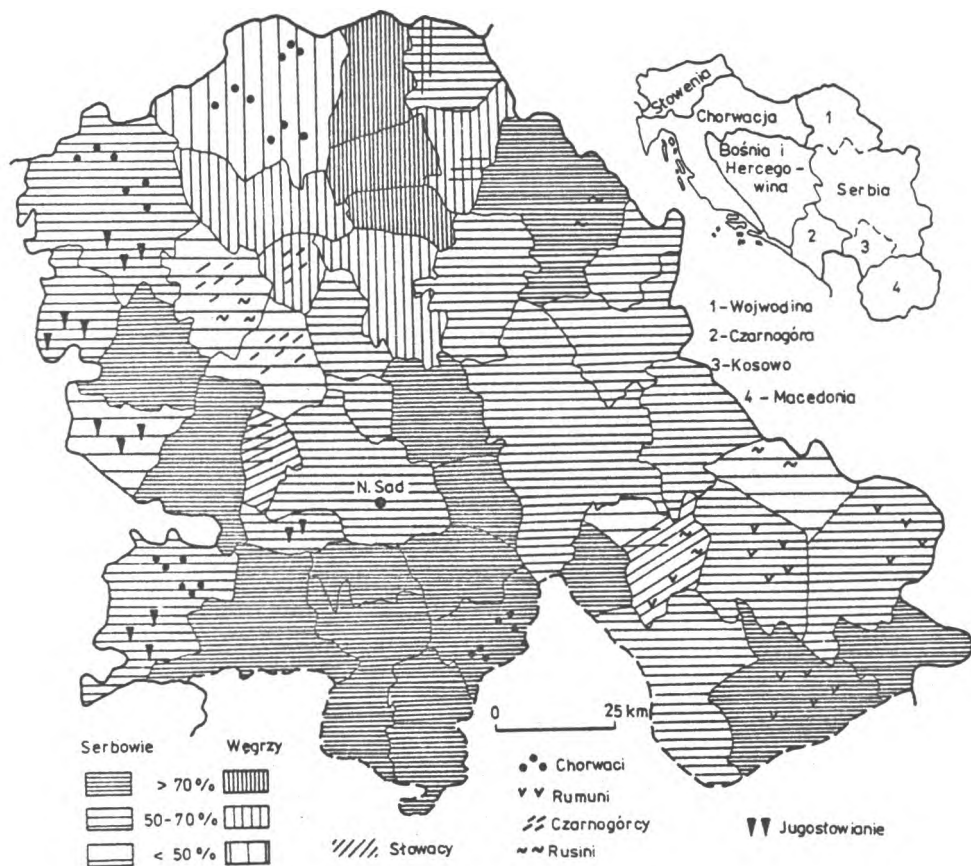 Słowenia
Chorwacja
1
Bośnia i
Hercego-
wina
Serbia
2
3
4
1-Wojwodina
2-Czarnogóra
3-Kosowo
4 - Macedonia
N. Sad
0 25 km
Serbowie Węgrzy
> 70 %
50-70 %
< 50 %
Słowacy
Chorwaci
Rumuni
Czarnogórcy
Rusini
Jugosłowianie